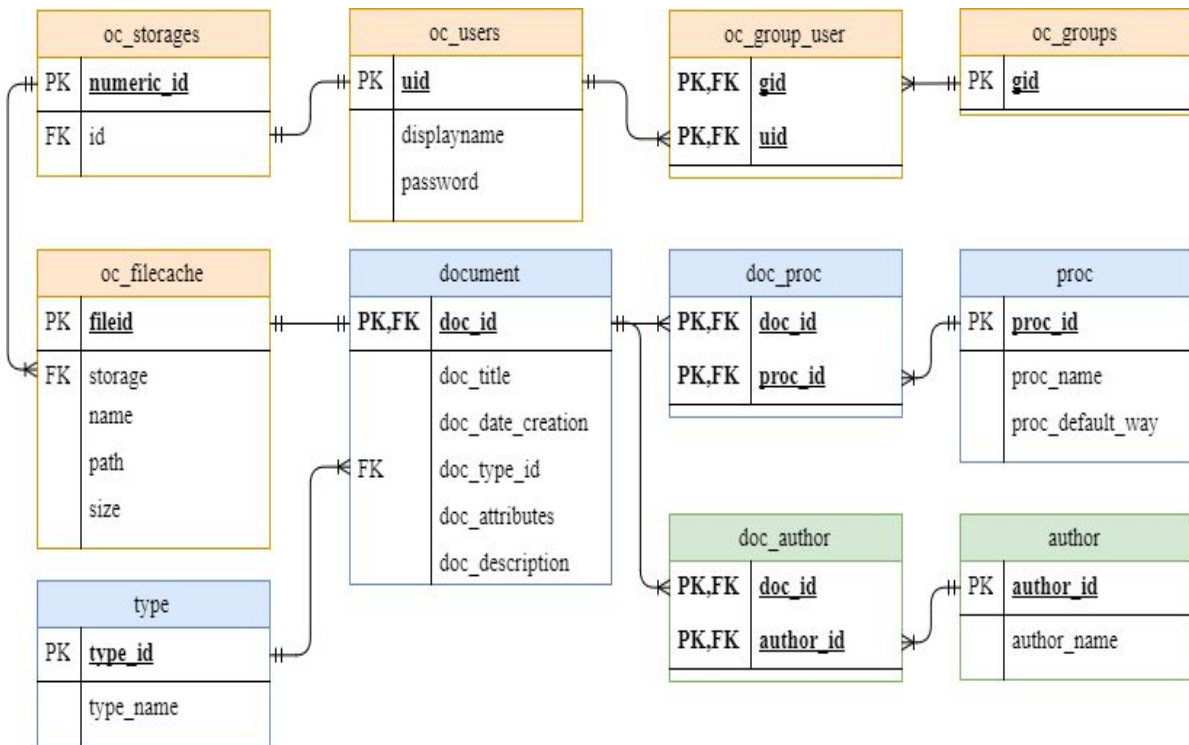 oc_storages
PK numeric_id
FK id
oc_users
PK uid
displayname
password
oc_group_user
PK,FK gid
PK,FK uid
oc_groups
PK gid
oc_filecache
PK fileid
FK storage
name
path
size
document
PK,FK doc_id
doc_title
doc_date_creation
FK doc_type_id
doc_attributes
doc_description
doc_proc
PK,FK doc_id
PK,FK proc_id
proc
PK proc_id
proc_name
proc_default_way
type
PK type_id
type_name
doc_author
PK,FK doc_id
PK,FK author_id
author
PK author_id
author_name